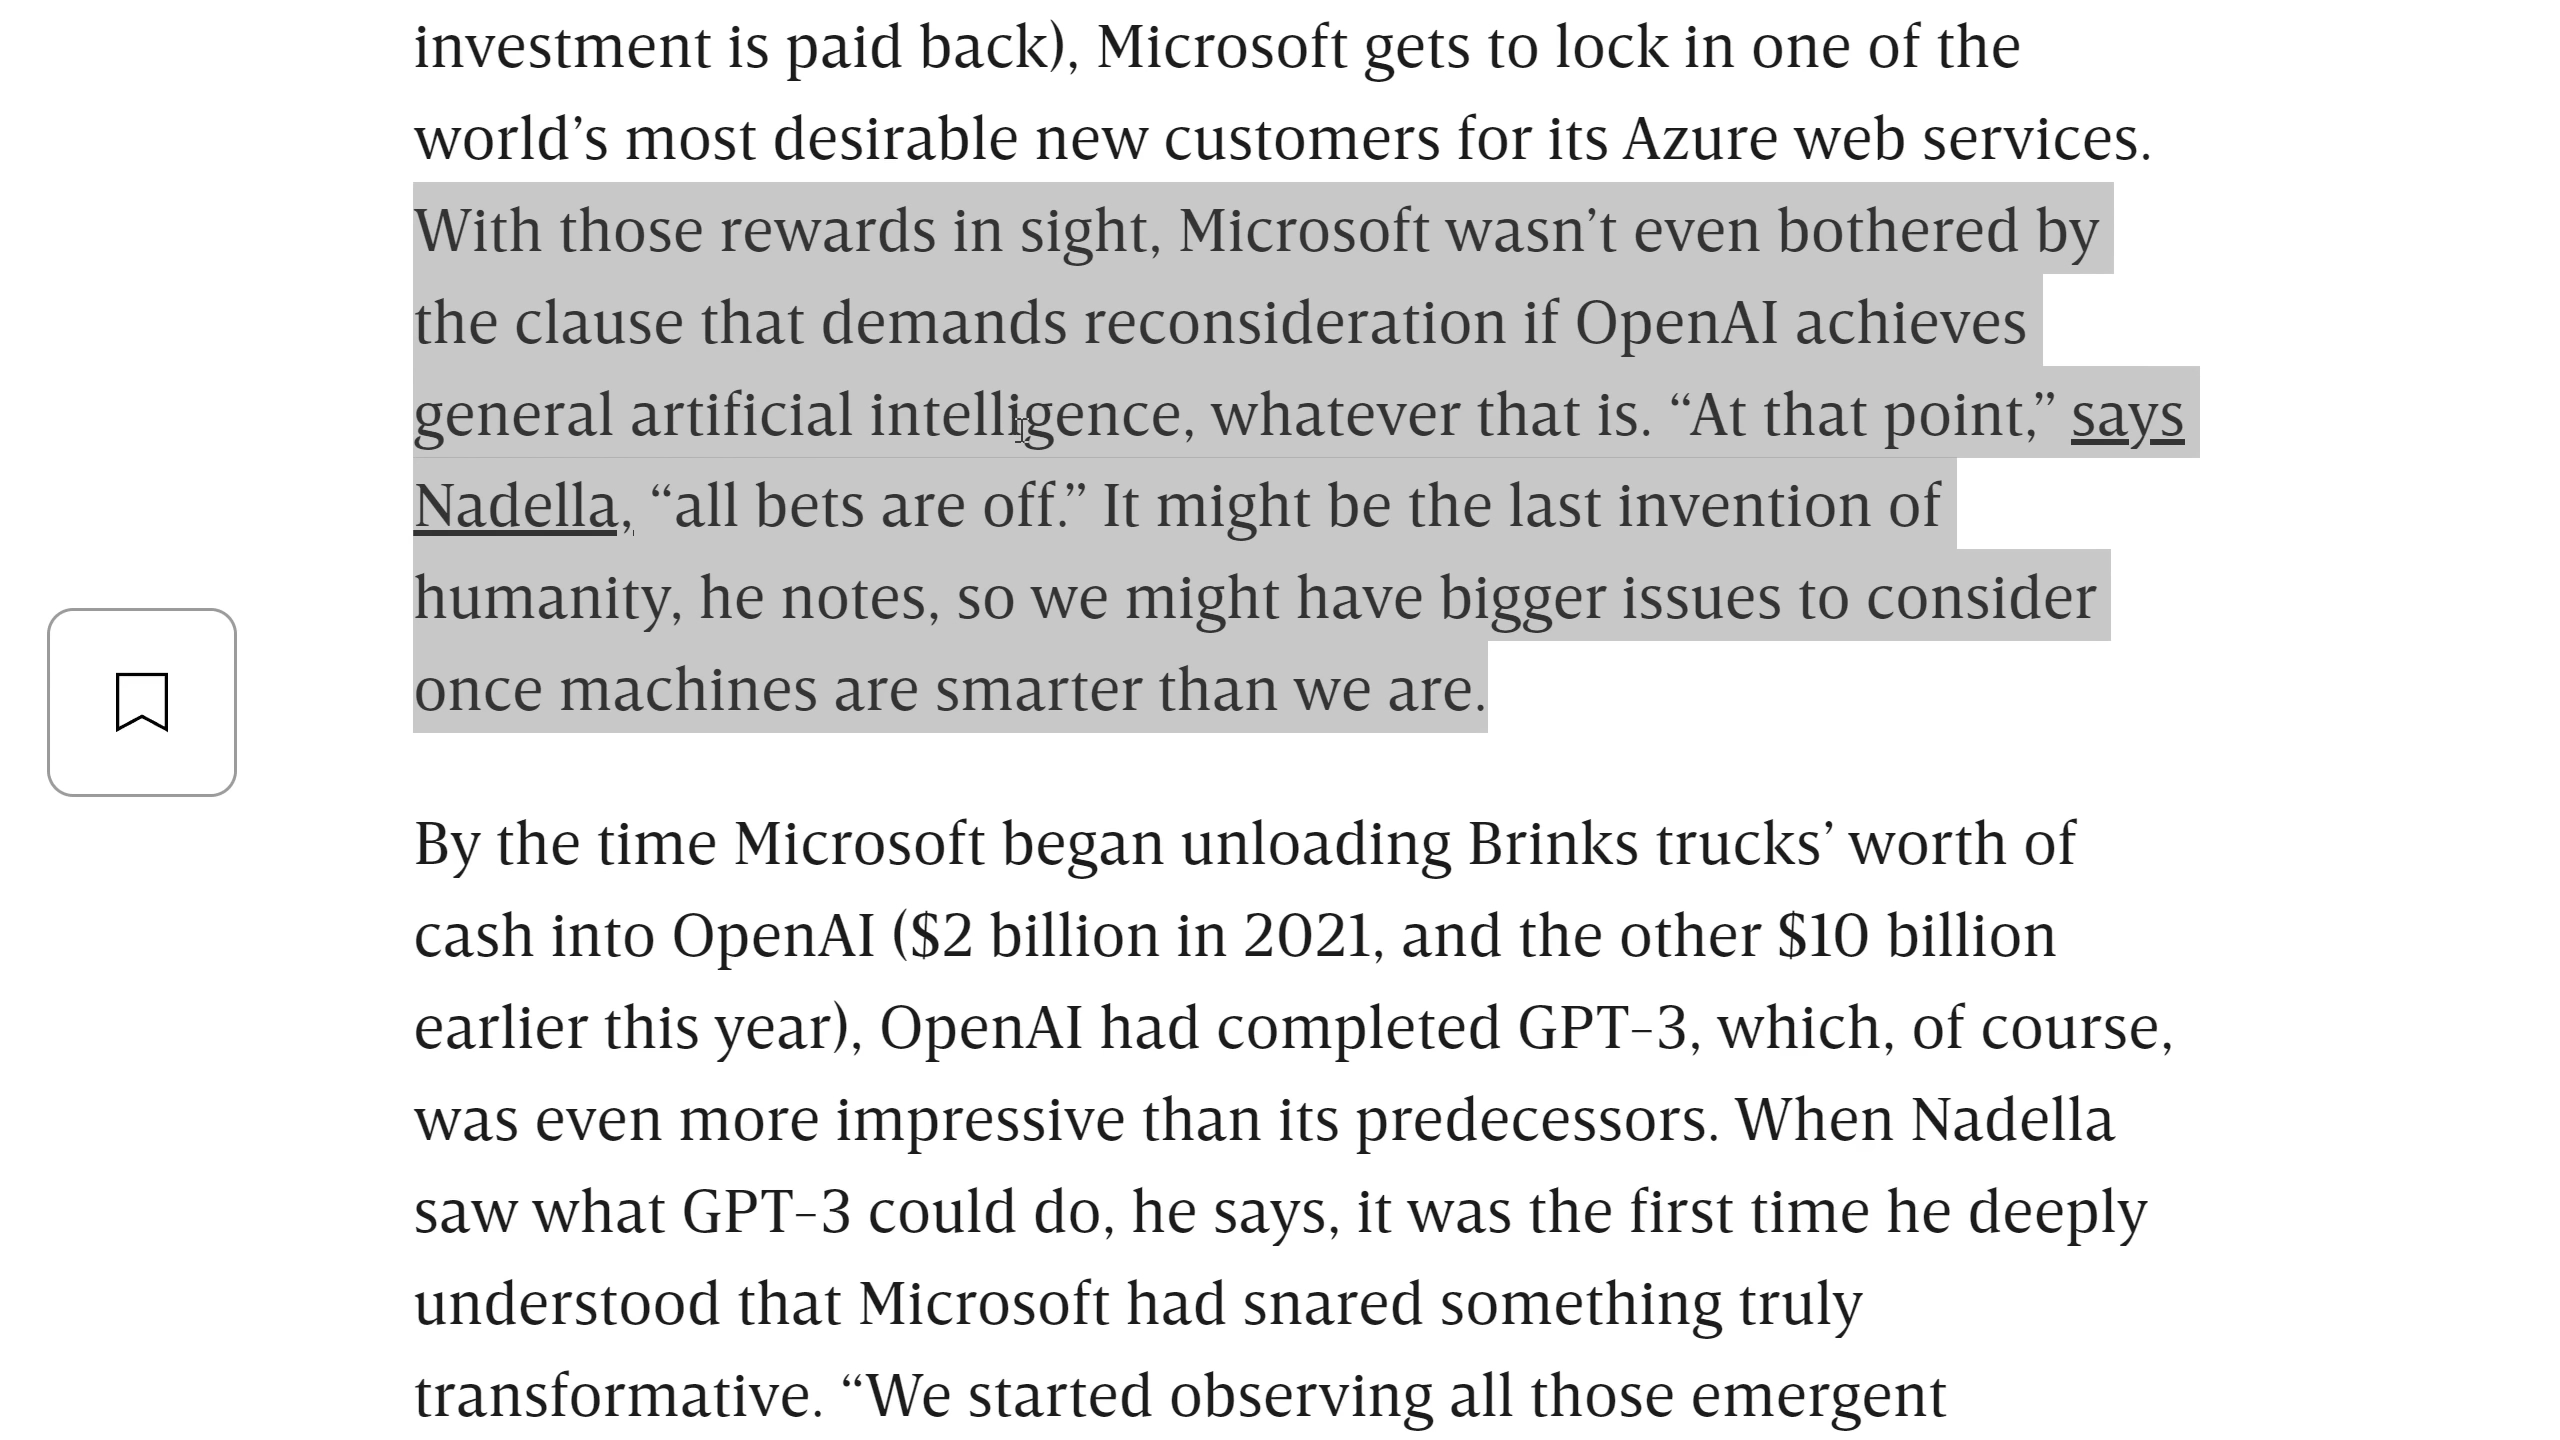 investment is paid back), Microsoft gets to lock in one of the
world’s most desirable new customers for its Azure web services.
With those rewards in sight, Microsoft wasn’t even bothered by
the clause that demands reconsideration if OpenAI achieves
general artificial intelligence, whatever that is. “At that point,” says
Nadella, “all bets are off.” It might be the last invention of
humanity, he notes, so we might have bigger issues to consider
once machines are smarter than we are.
By the time Microsoft began unloading Brinks trucks’ worth of
cash into OpenAI ($2 billion in 2021, and the other $10 billion
earlier this year), OpenAI had completed GPT-3, which, of course,
was even more impressive than its predecessors. When Nadella
saw what GPT-3 could do, he says, it was the first time he deeply
understood that Microsoft had snared something truly
transformative. “We started observing all those emergent